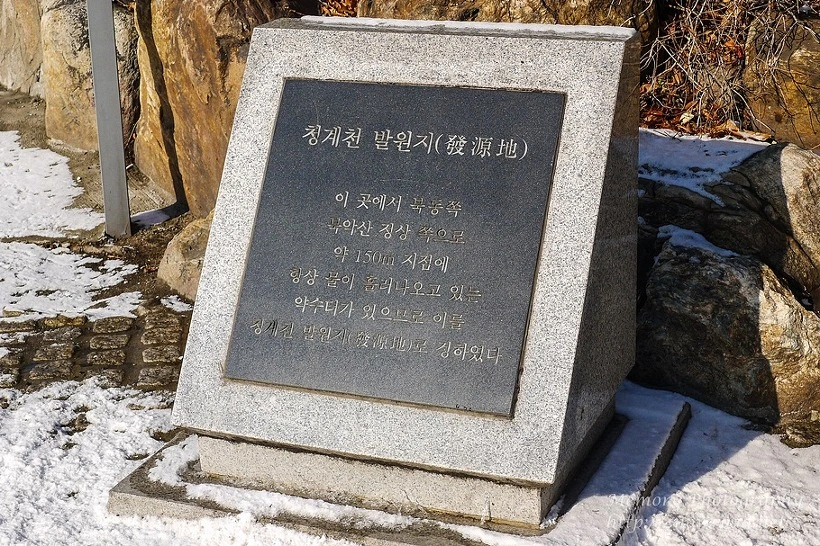 청계천 발원지(發源地)
이 곳에서 북동쪽
북악산 정상 쪽으로
약 150m 지점에
항상 물이 흘러나오고 있는
약수터가 있으므로 이를
청계천 발원지(發源地)로 정하였다